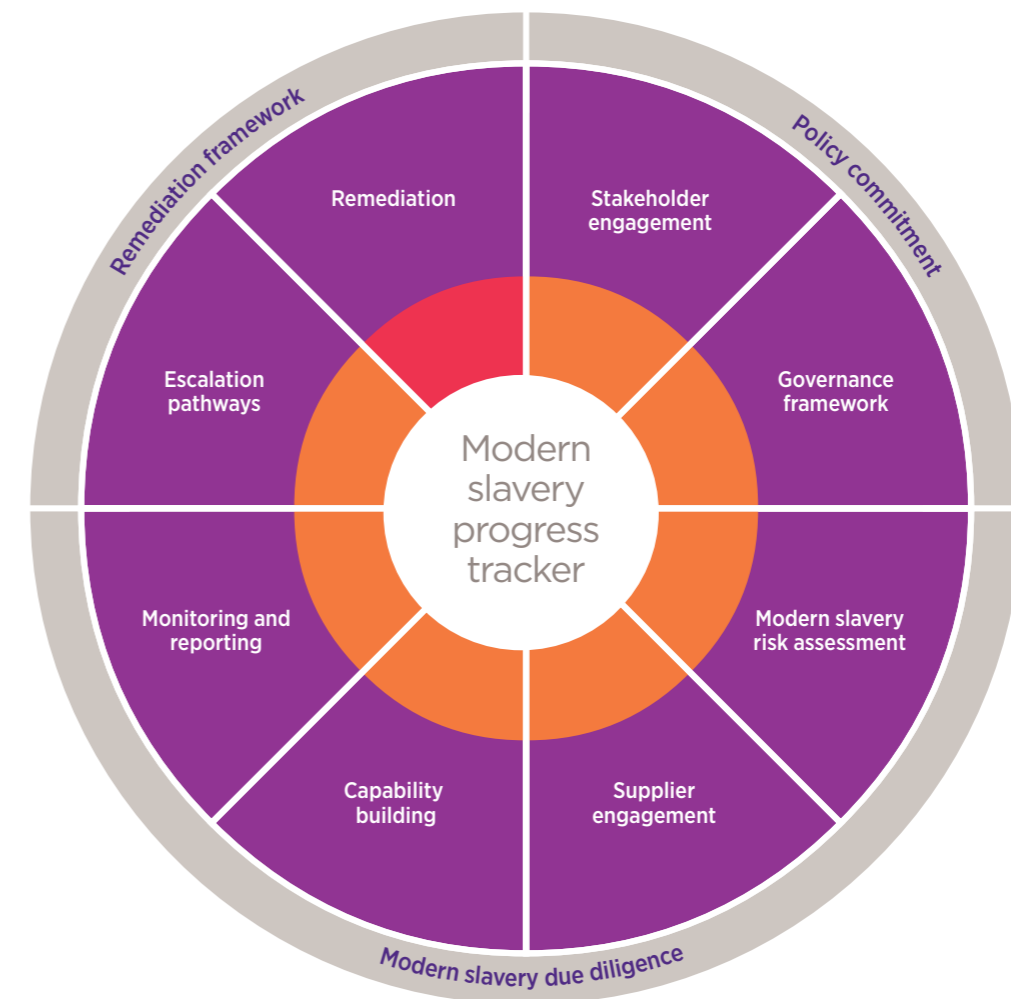 Remediation framework
Policy commitment
Remediation
Stakeholder
engagement
Escalation
pathways
Governance
framework
Modern
slavery
progress
tracker
Monitoring and
reporting
Modern slavery
risk assessment
Capability
building
Supplier
engagement
Modern slavery due diligence